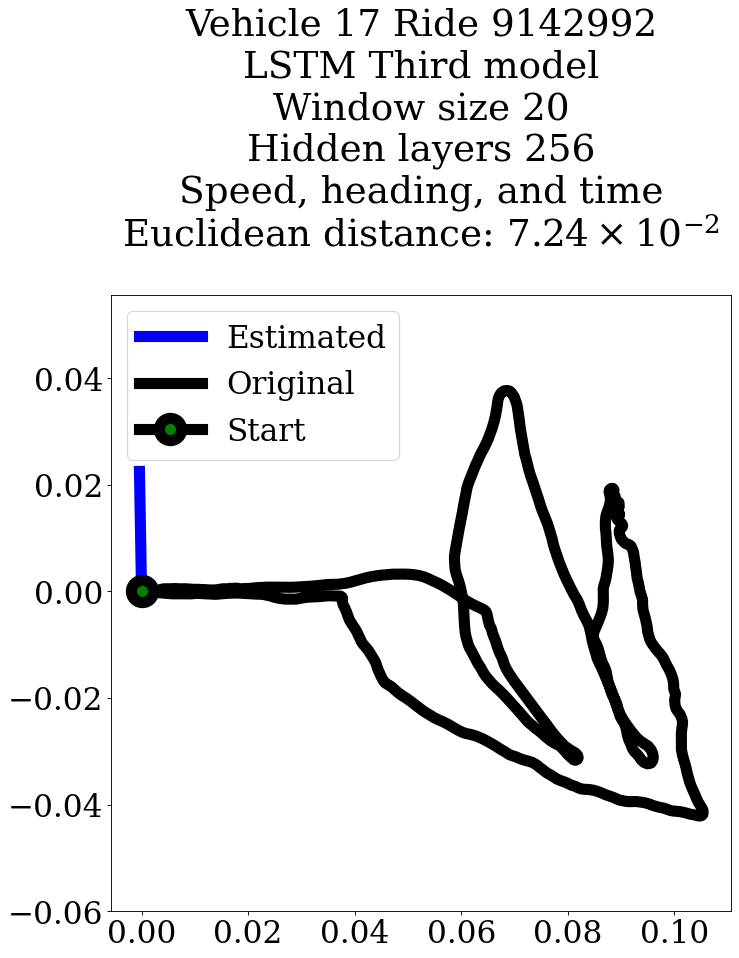 Vehicle 17 Ride 9142992
LSTM Third model
Window size 20
Hidden layers 256
Speed, heading, and time
Euclidean distance: 7.24 × 10⁻²
Estimated
Original
Start
0.04
0.02
0.00
−0.02
−0.04
−0.06
0.00 0.02 0.04 0.06 0.08 0.10